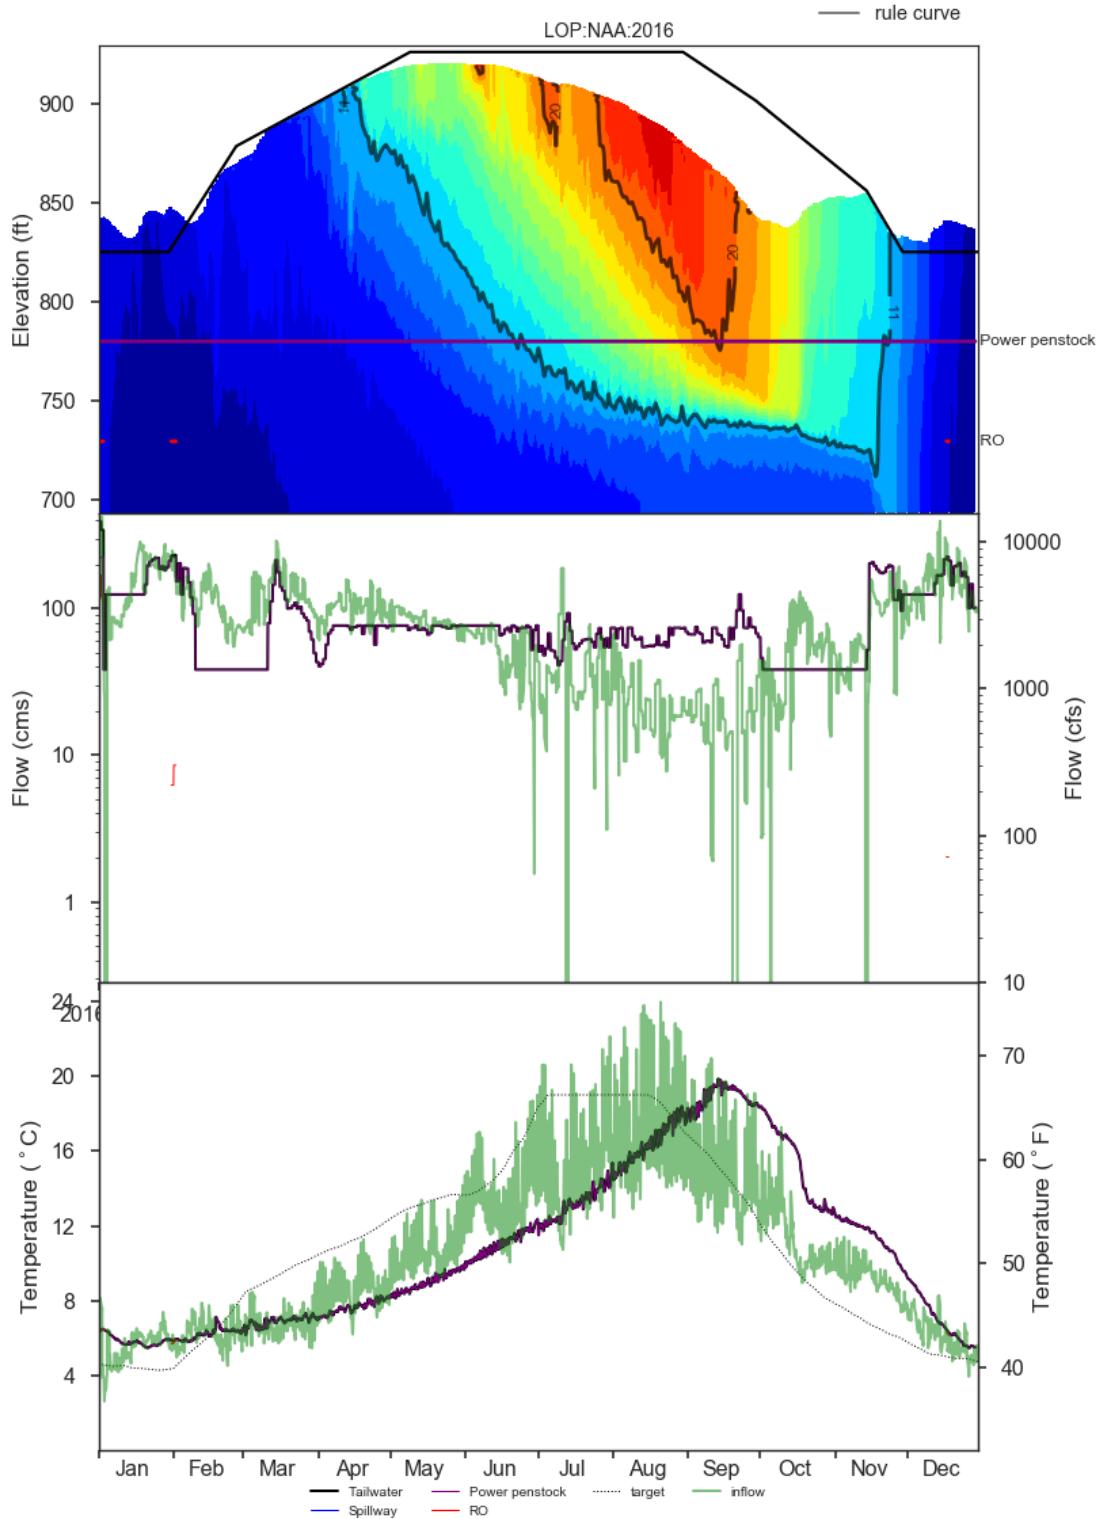 rule curve
LOP:NAA:2016
Elevation (ft)
900
850
800
750
700
11
20
20
11
Power penstock
RO
Flow (cms)
100
10
1
10000
1000
100
10
Flow (cfs)
2016
Temperature (°C)
24
20
16
12
8
4
70
60
50
40
Temperature (°F)
Jan Feb Mar Apr May Jun Jul Aug Sep Oct Nov Dec
Tailwater Power penstock target inflow
Spillway RO